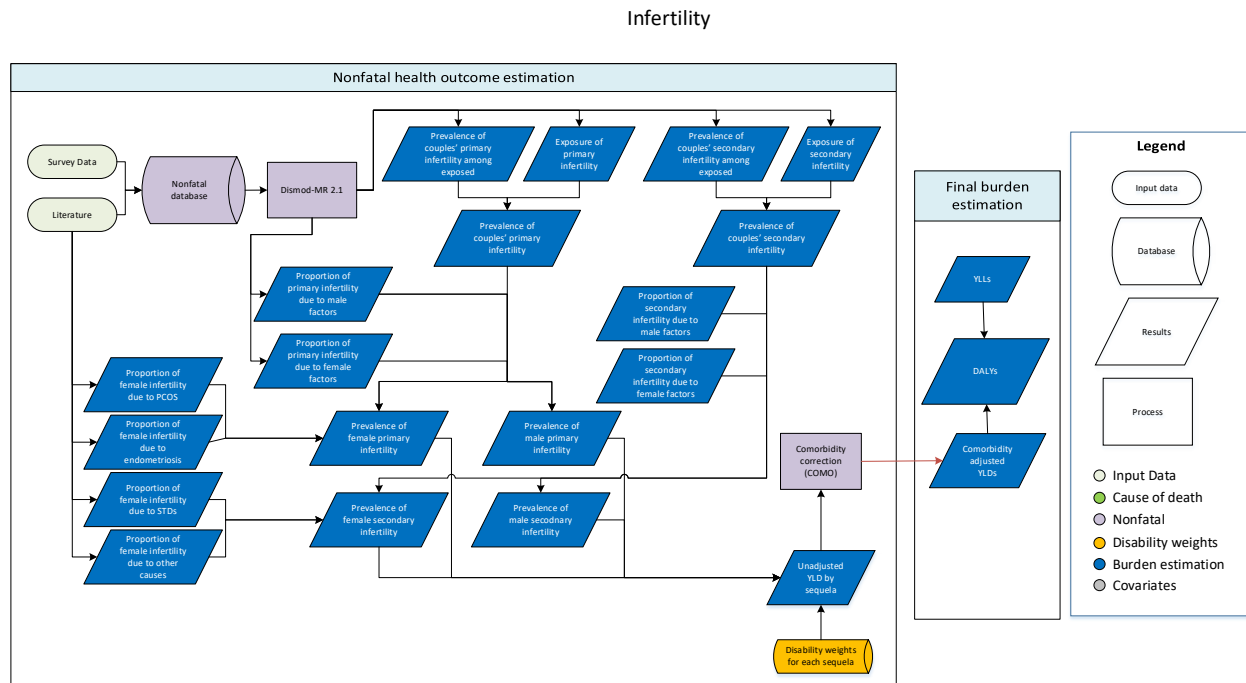 Infertility
Nonfatal health outcome estimation
Survey Data
Literature
Nonfatal
database
Dismod-MR 2.1
Prevalence of
couples' primary
infertility among
exposed
Exposure of
primary
infertility
Prevalence of
couples' secondary
infertility among
exposed
Exposure of
secondary
infertility
Prevalence of
couples' primary
infertility
Prevalence of
couples' secondary
infertility
Proportion of
primary infertility
due to male
factors
Proportion of
primary infertility
due to female
factors
Proportion of
secondary
infertility due to
male factors
Proportion of
secondary
infertility due to
female factors
Proportion of
female infertility
due to PCOS
Proportion of
female infertility
due to
endometriosis
Proportion of
female infertility
due to STDs
Proportion of
female infertility
due to other
causes
Prevalence of
female primary
infertility
Prevalence of
male primary
infertility
Prevalence of
female secondary
infertility
Prevalence of
male secodnary
infertility
Comorbidity
correction
(COMO)
Unadjusted
YLD by
sequela
Disability weights
for each sequela
Final burden
estimation
YLLs
DALYs
Comorbidity
adjusted
YLDs
Legend
Input data
Database
Results
Process
Input Data
Cause of death
Nonfatal
Disability weights
Burden estimation
Covariates